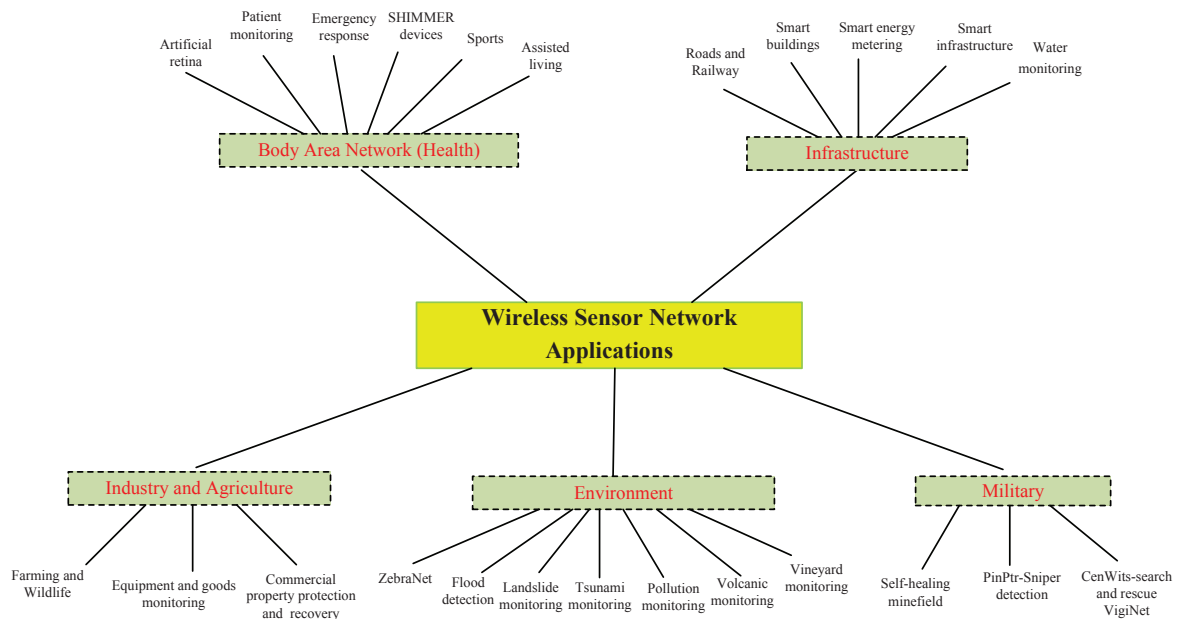 Artificial
retina
Patient
monitoring
Emergency
response
SHIMMER
devices
Sports
Assisted
living
Roads and
Railway
Smart
buildings
Smart energy
metering
Smart
infrastructure
Water
monitoring
Body Area Network (Health)
Infrastructure
Wireless Sensor Network
Applications
Industry and Agriculture
Environment
Military
Farming and
Wildlife
Equipment and goods
monitoring
Commercial
property protection
and recovery
ZebraNet
Flood
detection
Landslide
monitoring
Tsunami
monitoring
Pollution
monitoring
Volcanic
monitoring
Vineyard
monitoring
Self-healing
minefield
PinPtr-Sniper
detection
CenWits-search
and rescue
VigiNet